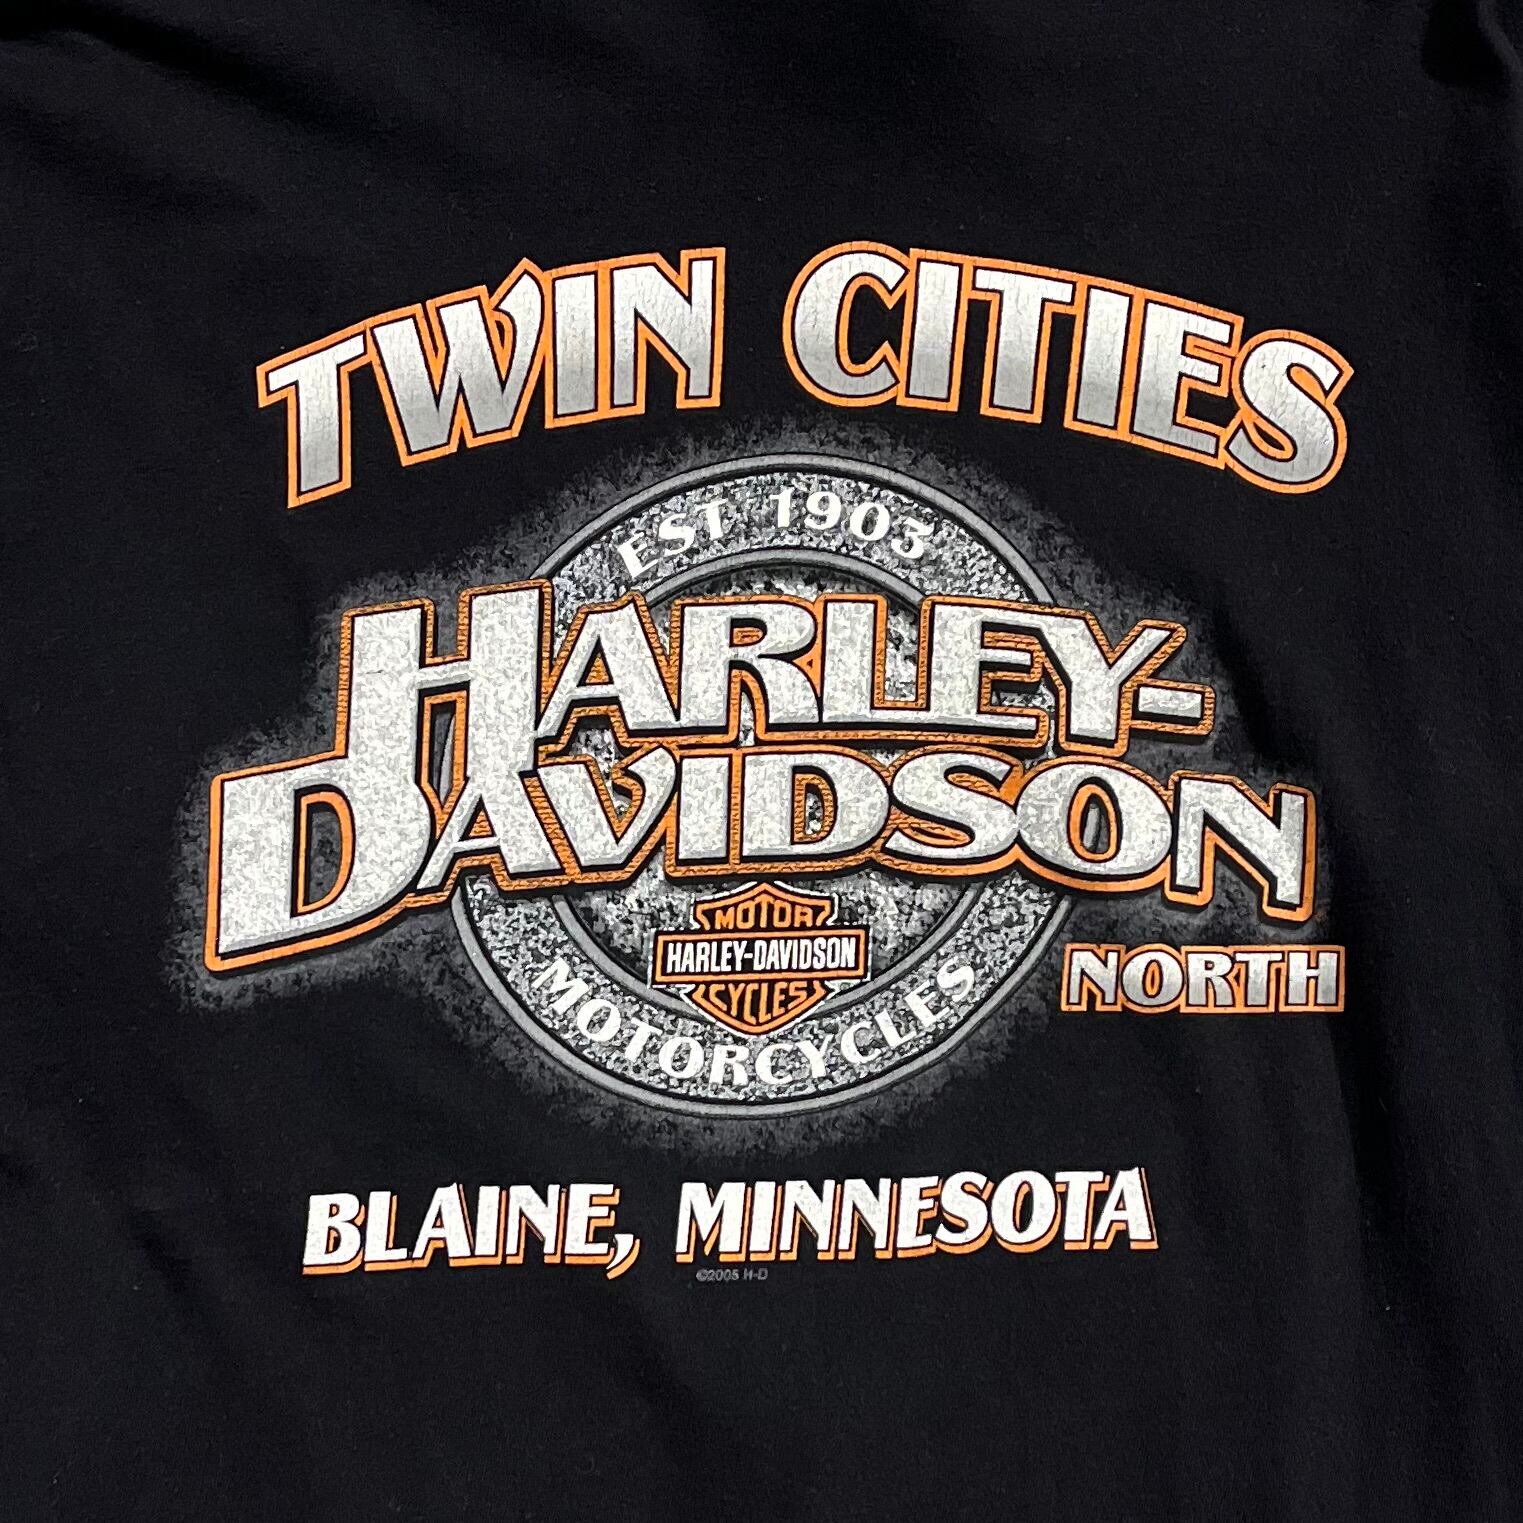 TWIN CITIES
EST 1903
HARLEY-
DAVIDSON
MOTOR
HARLEY-DAVIDSON
CYCLES
NORTH
MOTORCYCLES
BLAINE, MINNESOTA
©2005 H-D